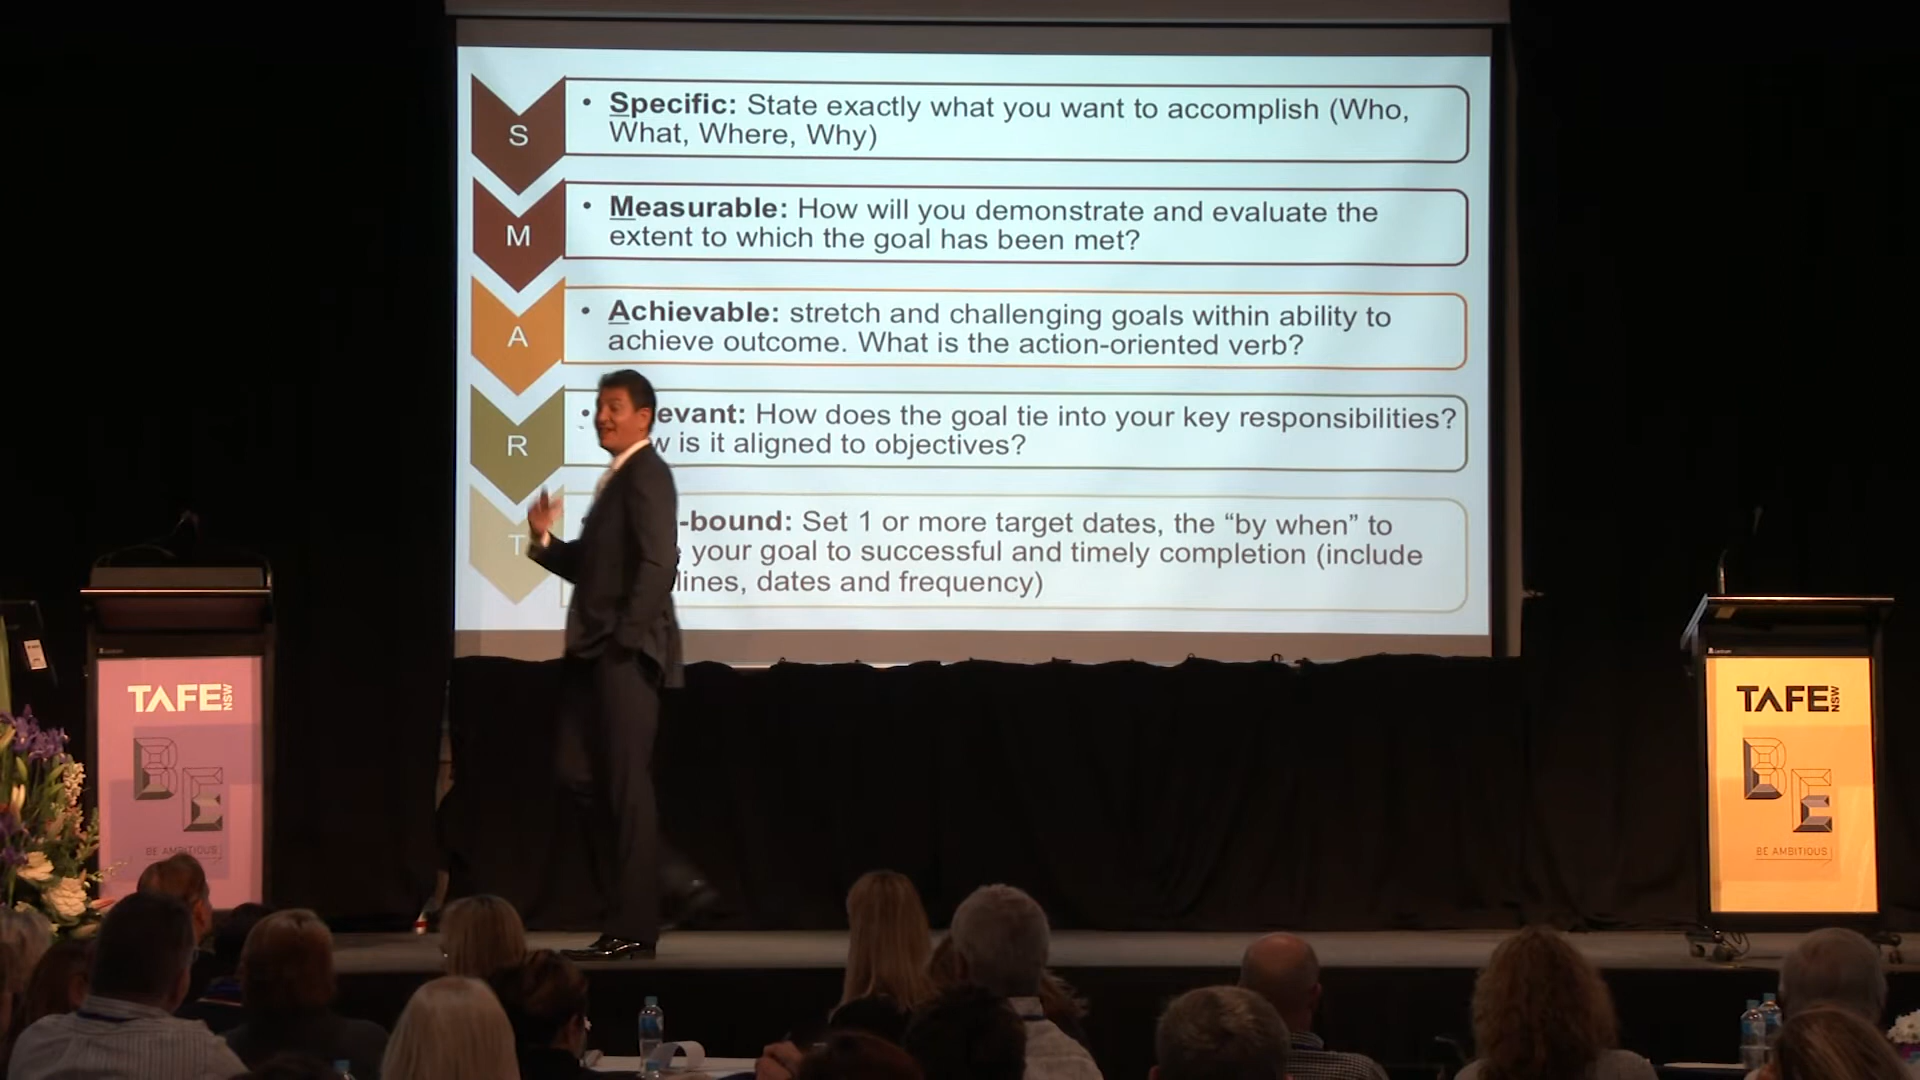 S
• Specific: State exactly what you want to accomplish (Who,
What, Where, Why)
M
• Measurable: How will you demonstrate and evaluate the
extent to which the goal has been met?
A
• Achievable: stretch and challenging goals within ability to
achieve outcome. What is the action-oriented verb?
R
• evant: How does the goal tie into your key responsibilities?
w is it aligned to objectives?
T
-bound: Set 1 or more target dates, the “by when” to
your goal to successful and timely completion (include
lines, dates and frequency)
TAFE NSW
BE
BE AMBITIOUS
TAFE NSW
BE
BE AMBITIOUS